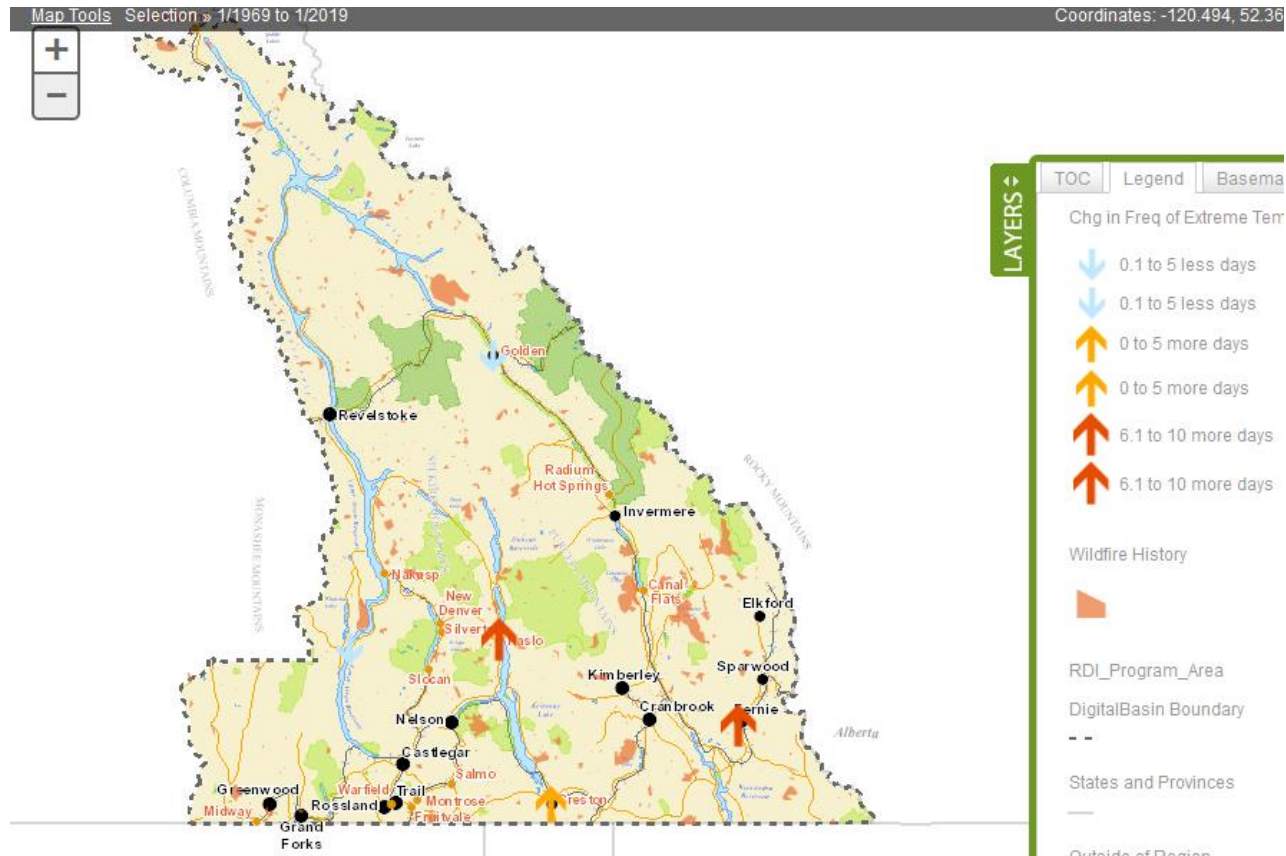 Map Tools Selection » 1/1969 to 1/2019
Coordinates: -120.494, 52.36
+
−
LAYERS
TOC Legend Basema
Chg in Freq of Extreme Tem
0.1 to 5 less days
0.1 to 5 less days
0 to 5 more days
0 to 5 more days
6.1 to 10 more days
6.1 to 10 more days
Wildfire History
RDI_Program_Area
DigitalBasin Boundary
States and Provinces
Outside of Region
COLUMBIA MOUNTAINS
Golden
Revelstoke
ROCKY MOUNTAINS
Radium
Hot Springs
Invermere
MONASHEE MOUNTAINS
Nakusp
Canal
Flats
New
Denver
Elkford
Silvert
aslo
Slocan
Kimberley
Sparwood
Cranbrook
Fernie
Nelson
Alberta
Castlegar
Salmo
Greenwood
Warfield
Trail
Midway
Rossland
Montrose
Creston
Fruitvale
Grand
Forks